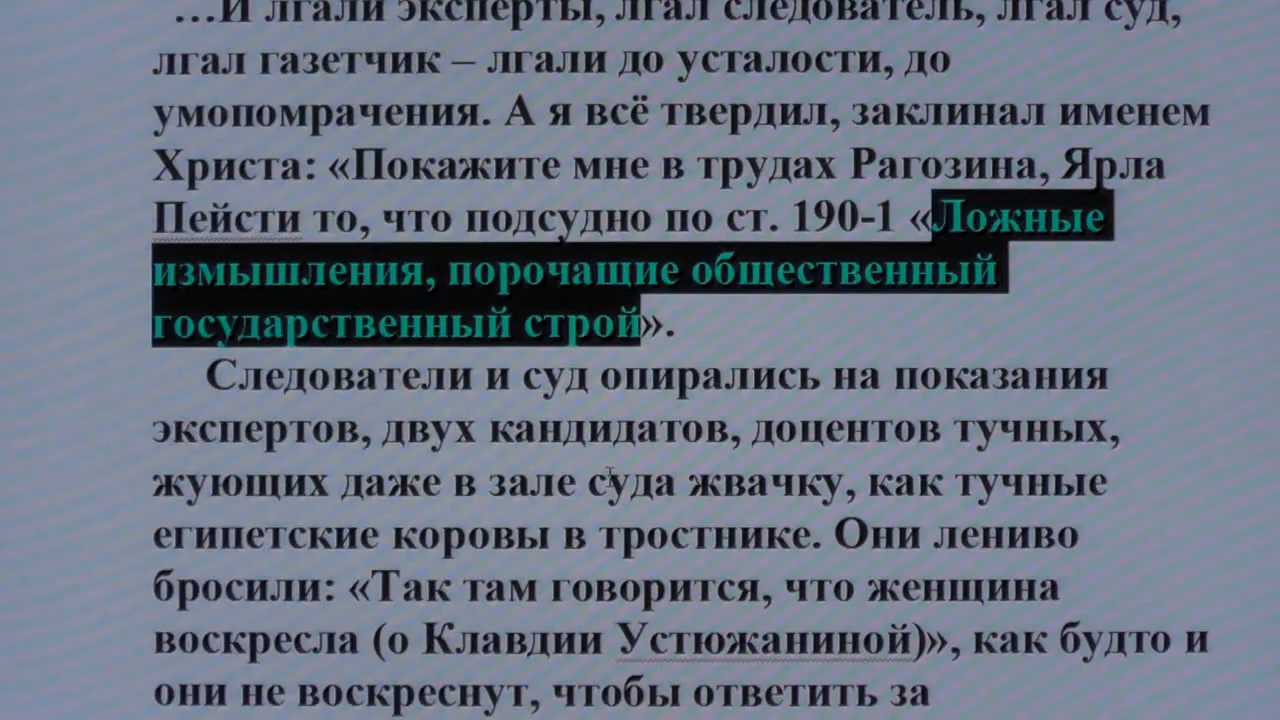 …И лгали эксперты, лгал следователь, лгал суд,
лгал газетчик – лгали до усталости, до
умопомрачения. А я всё твердил, заклинал именем
Христа: «Покажите мне в трудах Рагозина, Ярла
Пейсти то, что подсудно по ст. 190-1 «Ложные
измышления, порочащие общественный
государственный строй».
Следователи и суд опирались на показания
экспертов, двух кандидатов, доцентов тучных,
жующих даже в зале суда жвачку, как тучные
египетские коровы в тростнике. Они лениво
бросили: «Так там говорится, что женщина
воскресла (о Клавдии Устюжаниной)», как будто и
они не воскреснут, чтобы ответить за